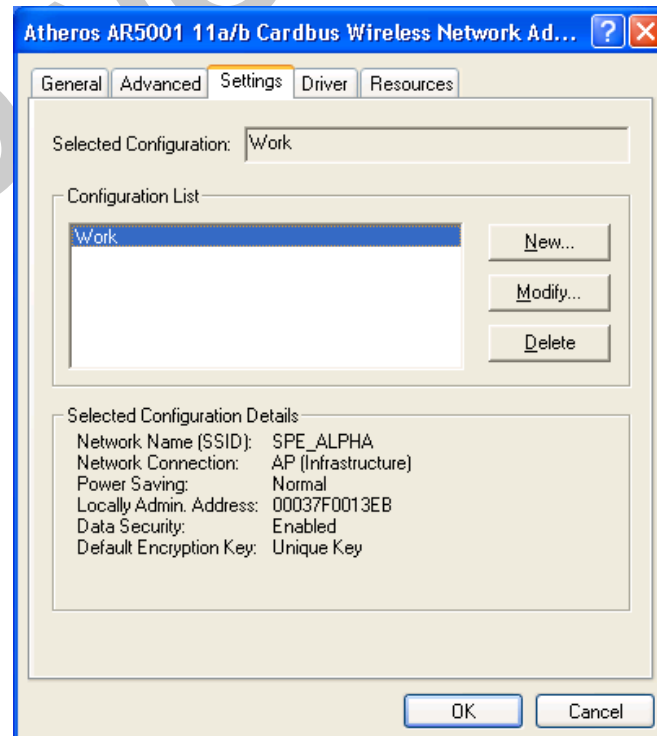 Atheros AR5001 11a/b Cardbus Wireless Network Ad...
General Advanced Settings Driver Resources
Selected Configuration: Work
Configuration List
Work
New...
Modify...
Delete
Selected Configuration Details
Network Name (SSID): SPE_ALPHA
Network Connection: AP (Infrastructure)
Power Saving: Normal
Locally Admin. Address: 00037F0013EB
Data Security: Enabled
Default Encryption Key: Unique Key
OK Cancel